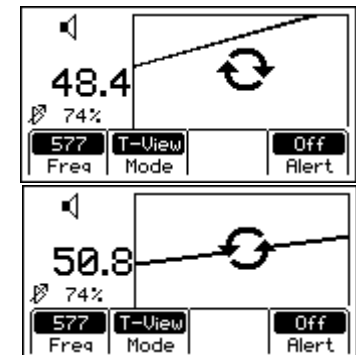 48.4
74%
577 T-View Off
Freq Mode Alert
50.8
74%
577 T-View Off
Freq Mode Alert